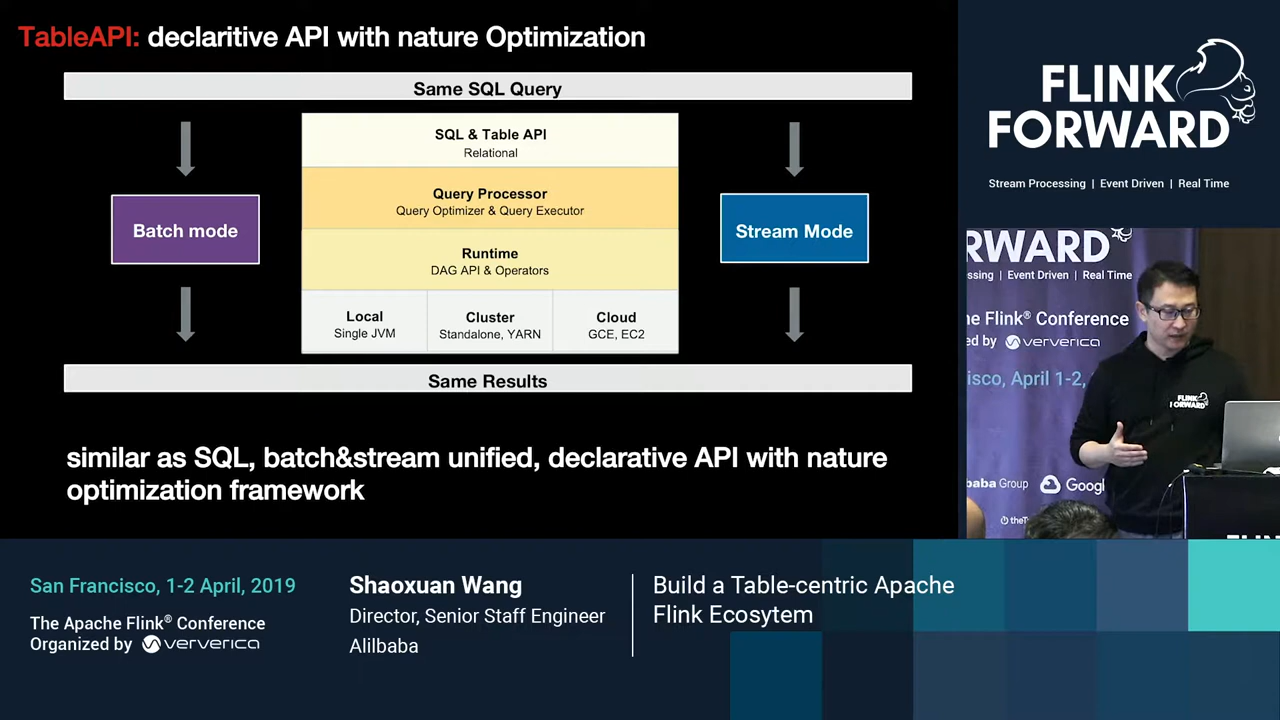 TableAPI: declaritive API with nature Optimization
Same SQL Query
SQL & Table API
Relational
Query Processor
Query Optimizer & Query Executor
Runtime
DAG API & Operators
Local
Single JVM
Cluster
Standalone, YARN
Cloud
GCE, EC2
Batch mode
Stream Mode
Same Results
similar as SQL, batch&stream unified, declarative API with nature
optimization framework
FLINK
FORWARD
Stream Processing | Event Driven | Real Time
RWARD
essing | Event Driven | Real Time
he Flink® Conference
ed by ververica
isco, April 1-2,
FLINK
FORWARD
baba Group
Googl
San Francisco, 1-2 April, 2019
The Apache Flink® Conference
Organized by ververica
Shaoxuan Wang
Director, Senior Staff Engineer
Alilbaba
Build a Table-centric Apache
Flink Ecosytem